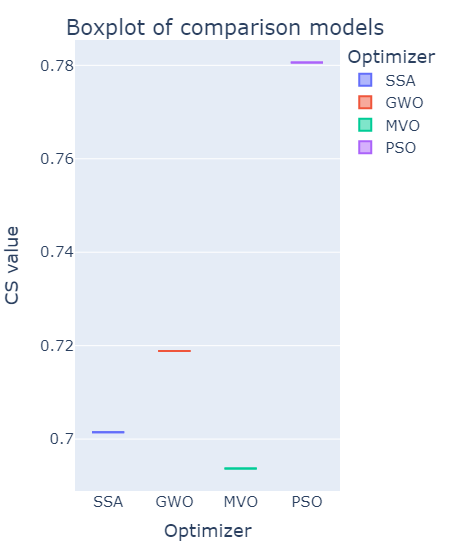 Boxplot of comparison models
Optimizer
SSA
GWO
MVO
PSO
CS value
0.78
0.76
0.74
0.72
0.7
SSA GWO MVO PSO
Optimizer